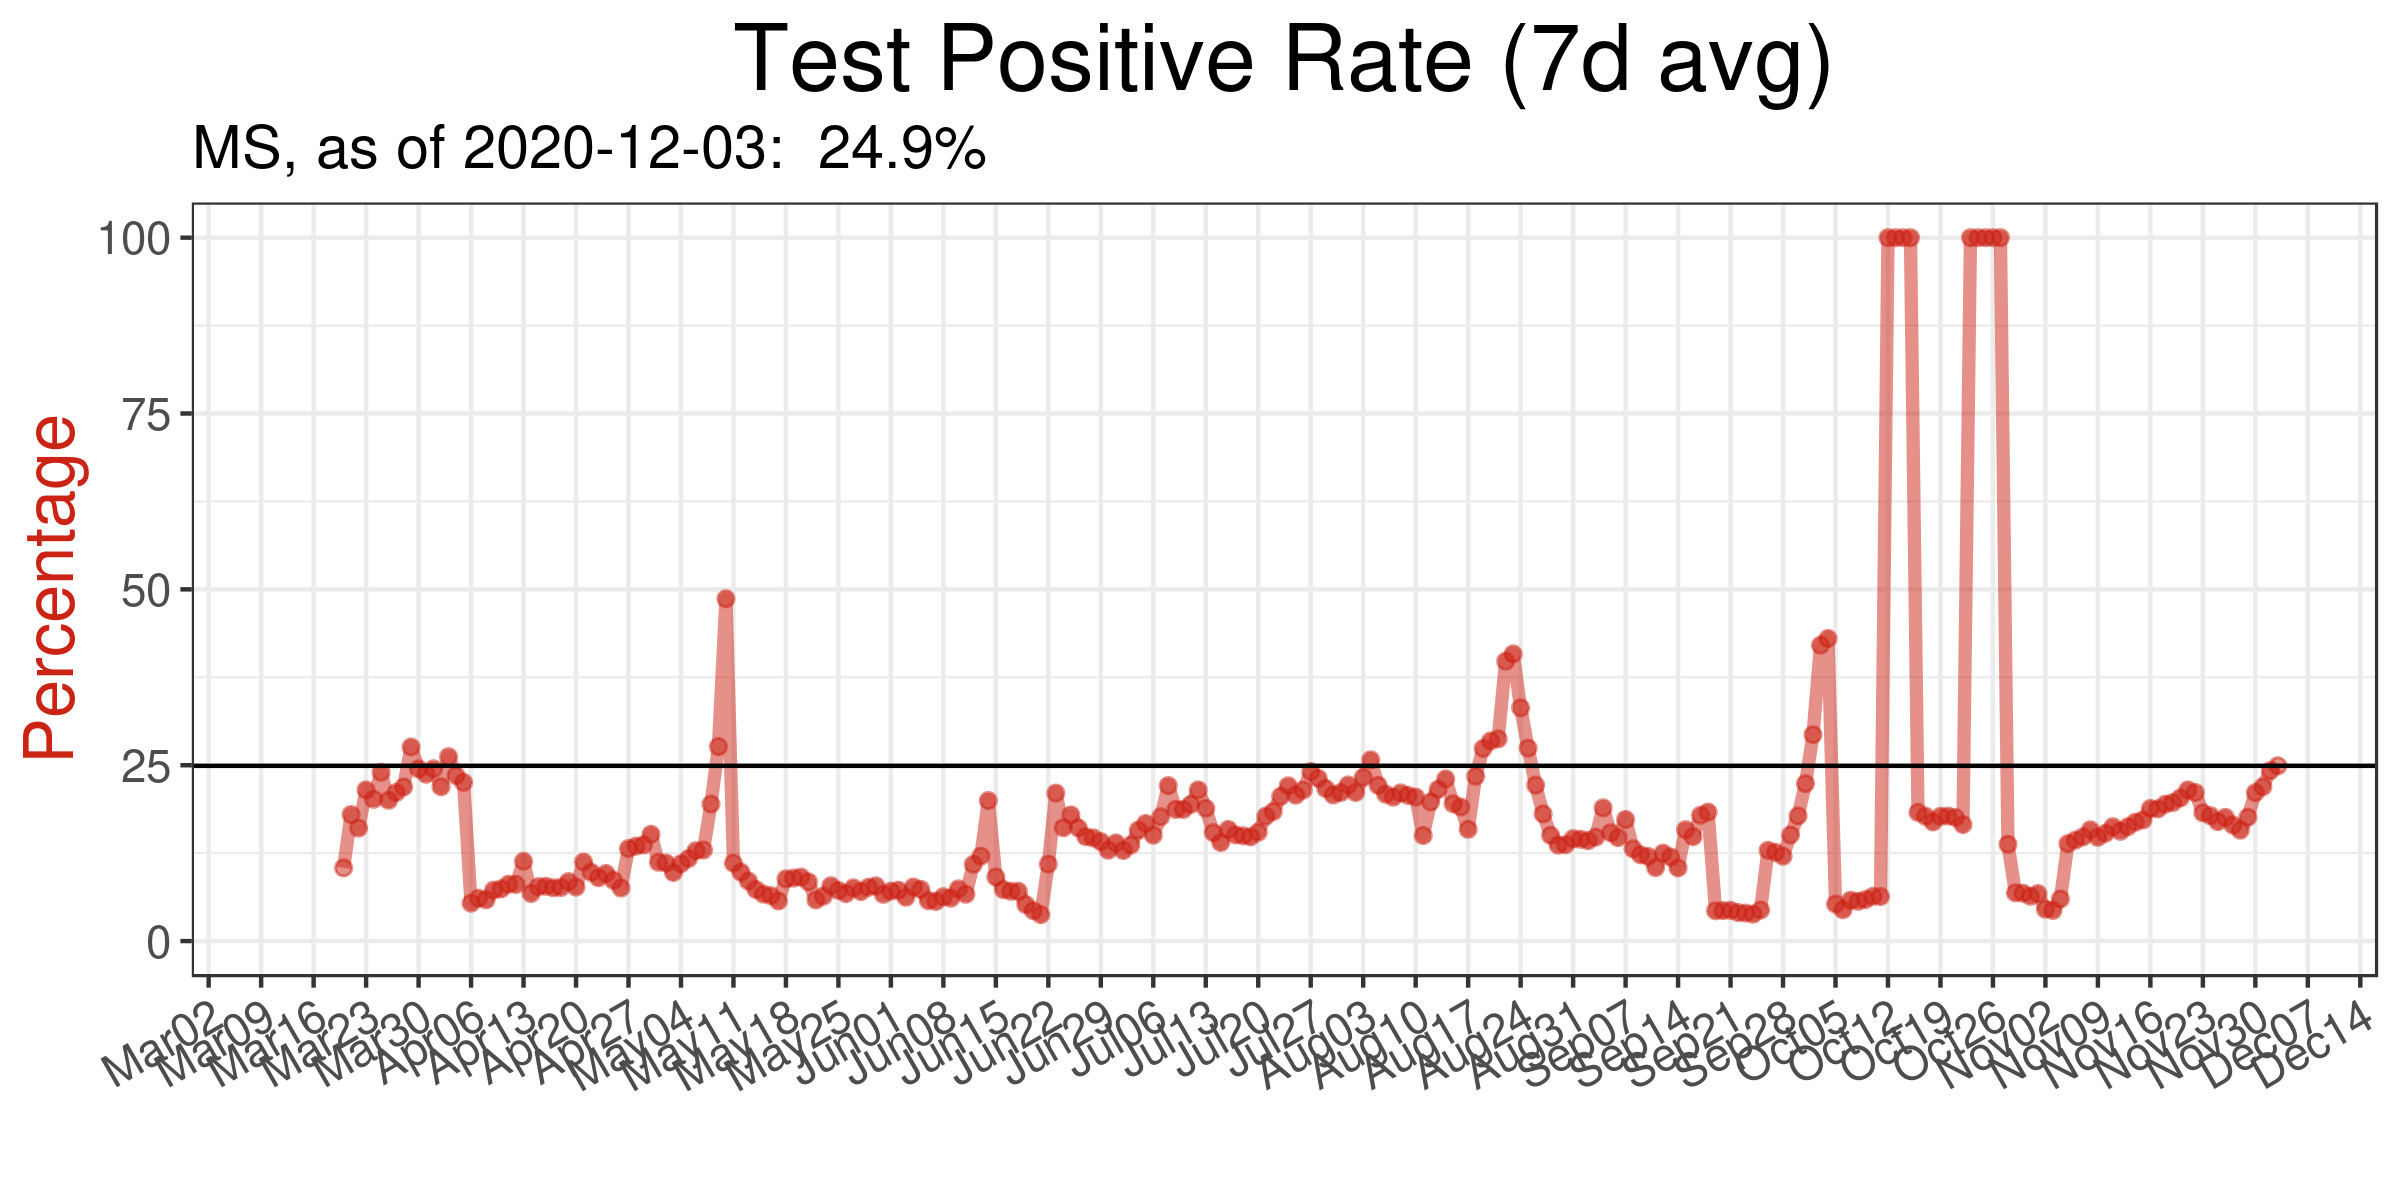 Test Positive Rate (7d avg)
MS, as of 2020-12-03:  24.9%
Percentage
100
75
50
25
0
Mar02
Mar09
Mar16
Mar23
Mar30
Apr06
Apr13
Apr20
Apr27
May04
May11
May18
May25
Jun01
Jun08
Jun15
Jun22
Jun29
Jul06
Jul13
Jul20
Jul27
Aug03
Aug10
Aug17
Aug24
Aug31
Sep07
Sep14
Sep21
Sep28
Oct05
Oct12
Oct19
Oct26
Nov02
Nov09
Nov16
Nov23
Nov30
Dec07
Dec14